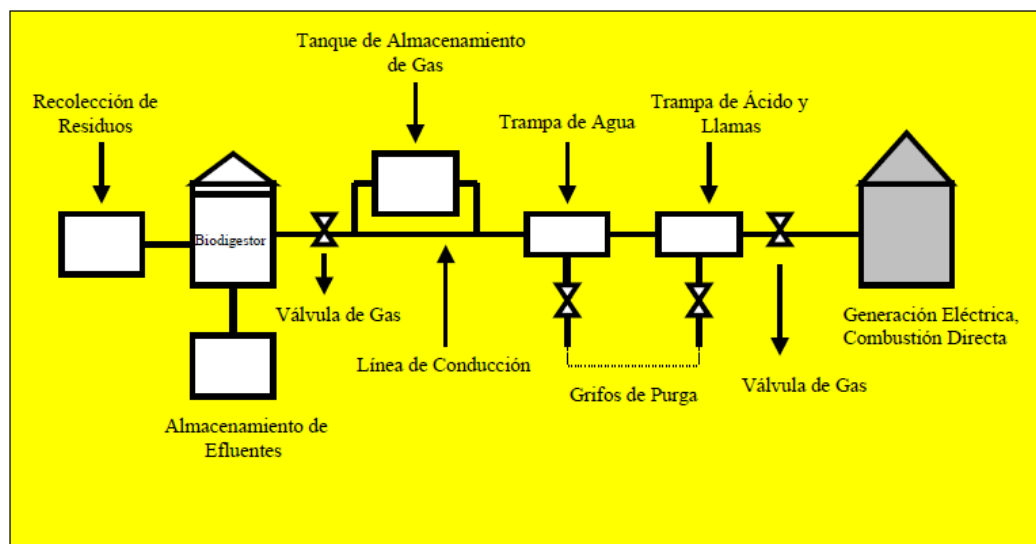 Tanque de Almacenamiento
de Gas
Recolección de
Residuos
Trampa de Agua
Trampa de Ácido y
Llamas
Biodigestor
Válvula de Gas
Línea de Conducción
Grifos de Purga
Válvula de Gas
Generación Eléctrica,
Combustión Directa
Almacenamiento de
Efluentes